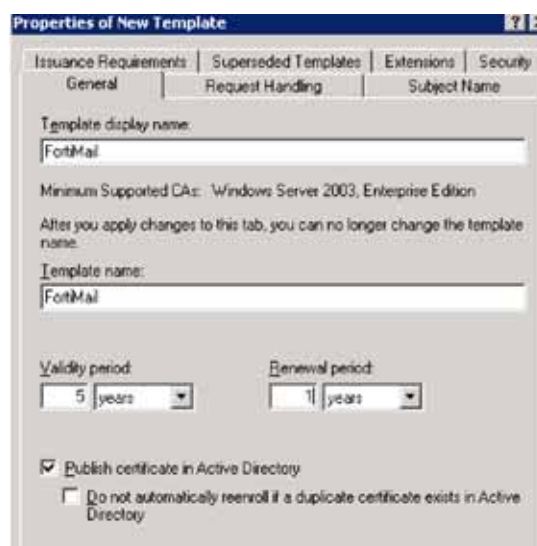 Properties of New Template
Issuance Requirements Superseded Templates Extensions Security
General Request Handling Subject Name
Template display name:
FortiMail
Minimum Supported CAs: Windows Server 2003, Enterprise Edition
After you apply changes to this tab, you can no longer change the template
name.
Template name:
FortiMail
Validity period: Renewal period:
5 years 1 years
Publish certificate in Active Directory
Do not automatically reenroll if a duplicate certificate exists in Active
Directory